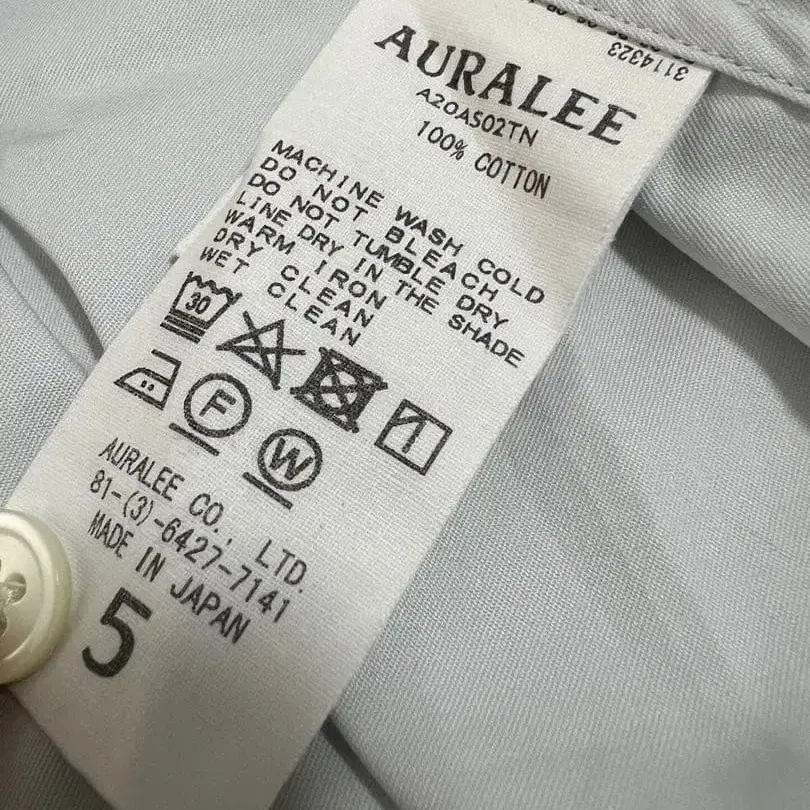 3114323
AURALEE
A20AS02TN
100% COTTON
MACHINE WASH COLD
DO NOT BLEACH
DO NOT TUMBLE DRY
LINE DRY IN THE SHADE
WARM IRON
DRY CLEAN
WET CLEAN
30
F
W
AURALEE CO., LTD.
81-(3)-6427-7141
MADE IN JAPAN
5